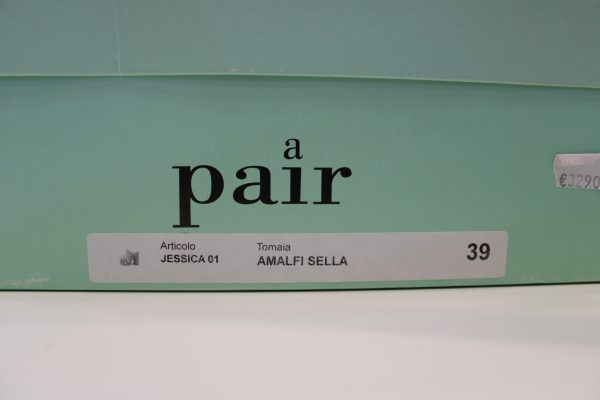 a
pair
Articolo
JESSICA 01
Tomaia
AMALFI SELLA
39